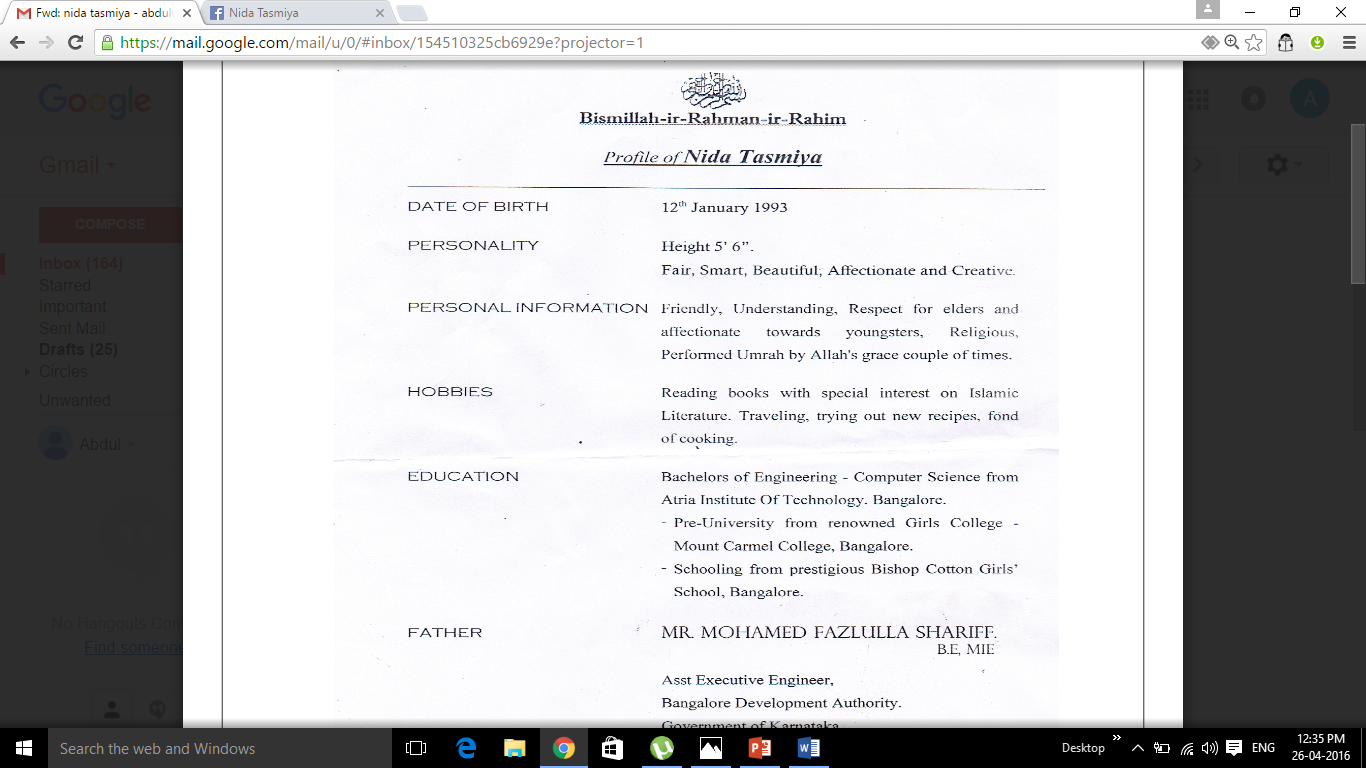 Fwd: nida tasmiya - abdul
Nida Tasmiya
https://mail.google.com/mail/u/0/#inbox/154510325cb6929e?projector=1
Google
A
Gmail
COMPOSE
Inbox (164)
Starred
Important
Sent Mail
Drafts (25)
Circles
Unwanted
Abdul
No Hangouts Con
Find someone
Bismillah-ir-Rahman-ir-Rahim
Profile of Nida Tasmiya
DATE OF BIRTH 12th January 1993
PERSONALITY Height 5' 6”.
Fair, Smart, Beautiful, Affectionate and Creative.
PERSONAL INFORMATION Friendly, Understanding, Respect for elders and
affectionate towards youngsters, Religious,
Performed Umrah by Allah's grace couple of times.
HOBBIES Reading books with special interest on Islamic
Literature. Traveling, trying out new recipes, fond
of cooking.
EDUCATION Bachelors of Engineering - Computer Science from
Atria Institute Of Technology. Bangalore.
- Pre-University from renowned Girls College -
Mount Carmel College, Bangalore.
- Schooling from prestigious Bishop Cotton Girls'
School, Bangalore.
FATHER MR. MOHAMED FAZLULLA SHARIFF.
B.E, MIE
Asst Executive Engineer,
Bangalore Development Authority.
Government of Karnataka
Search the web and Windows
Desktop
ENG
12:35 PM
26-04-2016